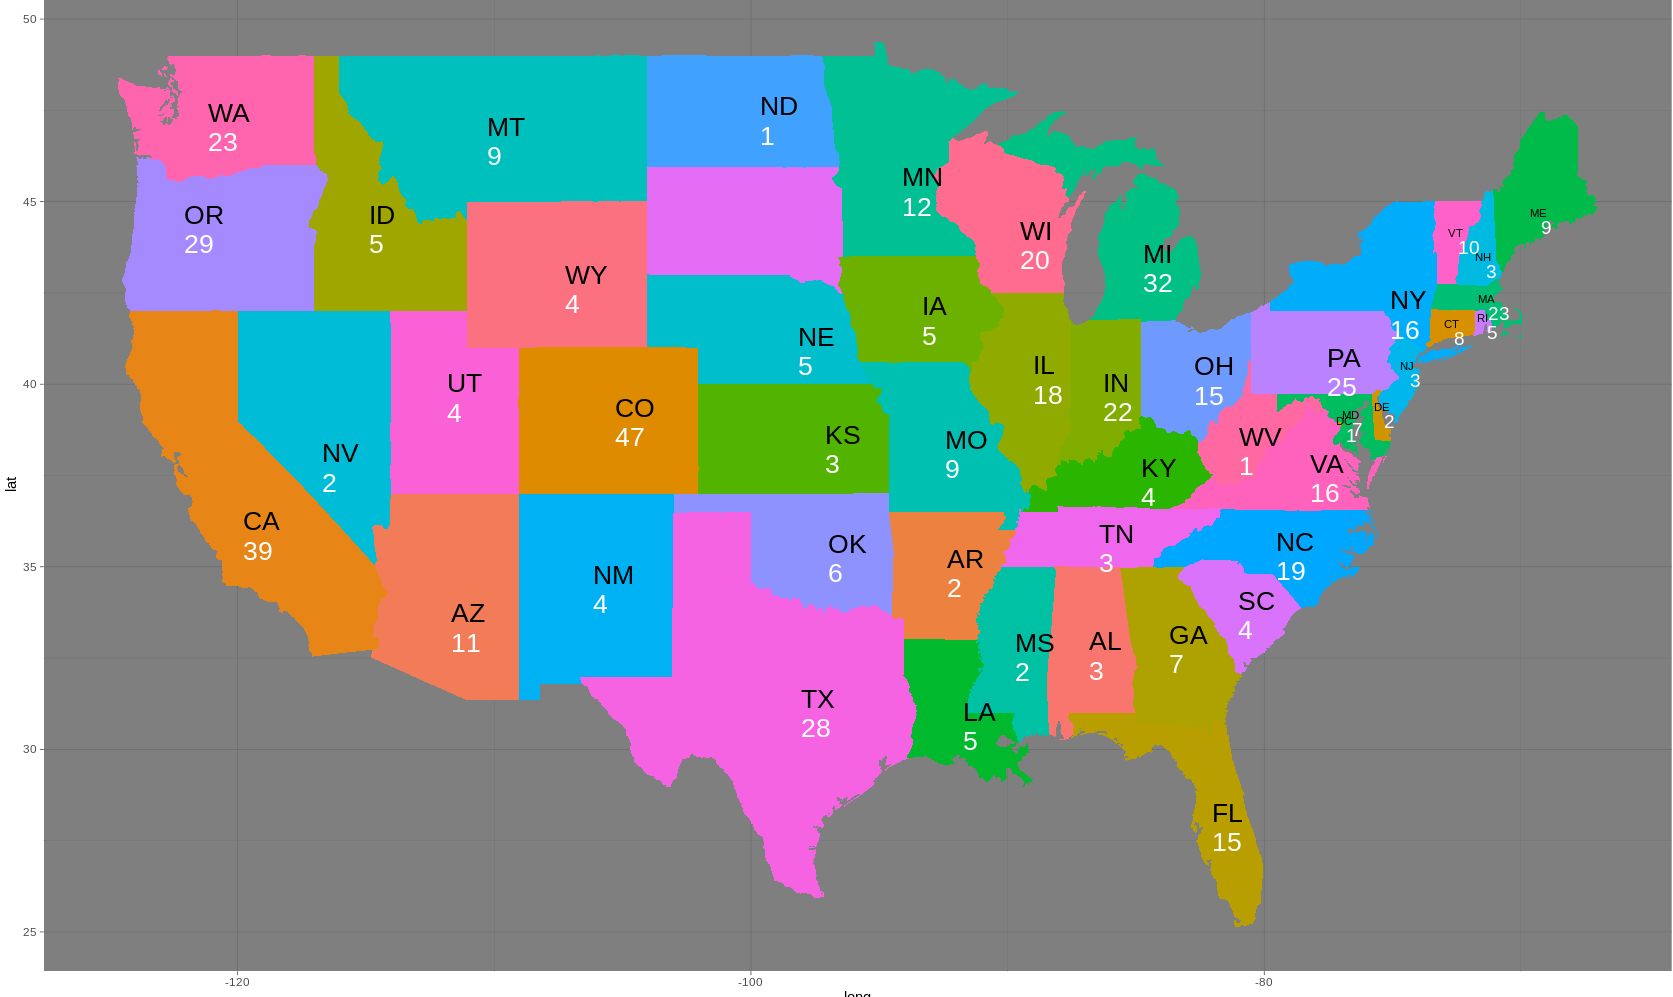 50
45
40
35
30
25
lat
WA
23
MT
9
ND
1
MN
12
OR
29
ID
5
WY
4
WI
20
MI
32
ME
9
VT
10
NH
3
NY
16
MA
23
CT
8
RI
5
IA
5
NE
5
UT
4
CO
47
IL
18
IN
22
OH
15
PA
25
NJ
3
DE
2
MD
7
DC
1
NV
2
KS
3
MO
9
KY
4
WV
1
VA
16
CA
39
AZ
11
NM
4
OK
6
AR
2
TN
3
NC
19
SC
4
TX
28
LA
5
MS
2
AL
3
GA
7
FL
15
-120
-100
-80
long